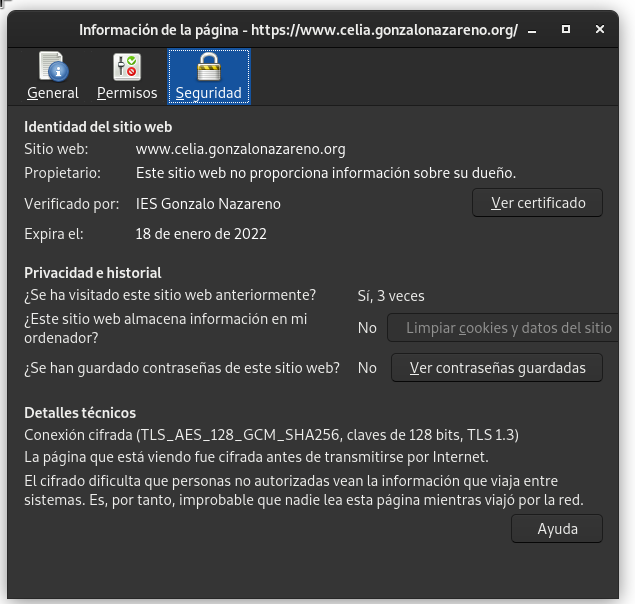 Información de la página - https://www.celia.gonzalonazareno.org/
General
Permisos
Seguridad
Identidad del sitio web
Sitio web: www.celia.gonzalonazareno.org
Propietario: Este sitio web no proporciona información sobre su dueño.
Verificado por: IES Gonzalo Nazareno Ver certificado
Expira el: 18 de enero de 2022
Privacidad e historial
¿Se ha visitado este sitio web anteriormente? Sí, 3 veces
¿Este sitio web almacena información en mi
ordenador? No Limpiar cookies y datos del sitio
¿Se han guardado contraseñas de este sitio web? No Ver contraseñas guardadas
Detalles técnicos
Conexión cifrada (TLS_AES_128_GCM_SHA256, claves de 128 bits, TLS 1.3)
La página que está viendo fue cifrada antes de transmitirse por Internet.
El cifrado dificulta que personas no autorizadas vean la información que viaja entre
sistemas. Es, por tanto, improbable que nadie lea esta página mientras viajó por la red.
Ayuda